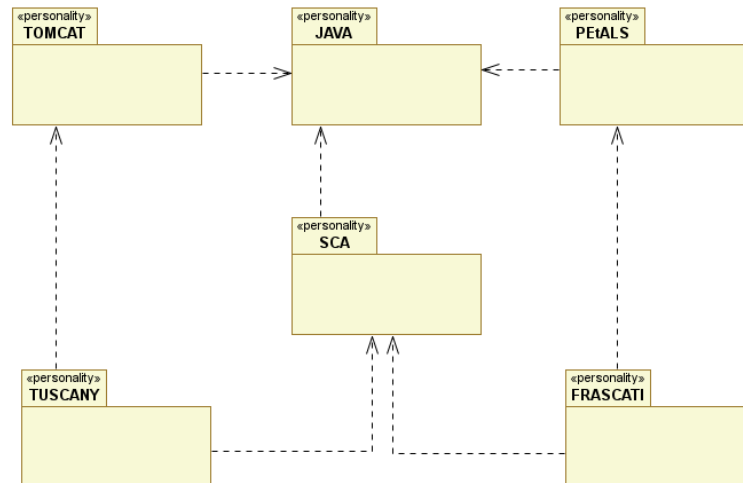 «personality»
TOMCAT
«personality»
JAVA
«personality»
PEtALS
«personality»
SCA
«personality»
TUSCANY
«personality»
FRASCATI